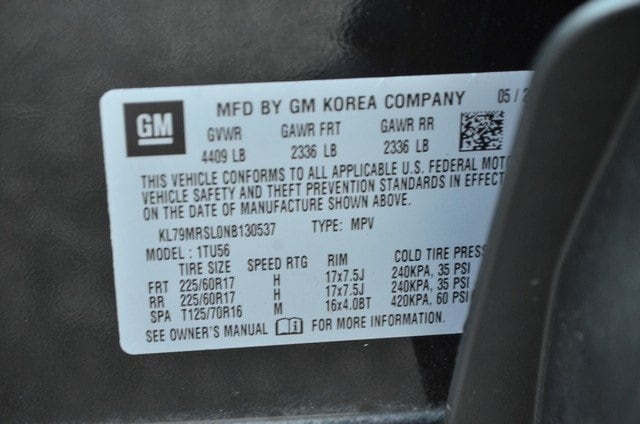 GM
MFD BY GM KOREA COMPANY 05 /
GVWR GAWR FRT GAWR RR
4409 LB 2336 LB 2336 LB
THIS VEHICLE CONFORMS TO ALL APPLICABLE U.S. FEDERAL
VEHICLE SAFETY AND THEFT PREVENTION STANDARDS IN EFFECT
ON THE DATE OF MANUFACTURE SHOWN ABOVE.
KL79MRSL0NB130537 TYPE: MPV
MODEL: 1TU56
TIRE SIZE SPEED RTG RIM COLD TIRE
FRT 225/60R17 H 17x7.5J 240KPA, 35 PSI
RR 225/60R17 H 17x7.5J 240KPA, 35 PSI
SPA T125/70R16 M 16x4.0BT 420KPA, 60 PSI
SEE OWNER'S MANUAL FOR MORE INFORMATION.